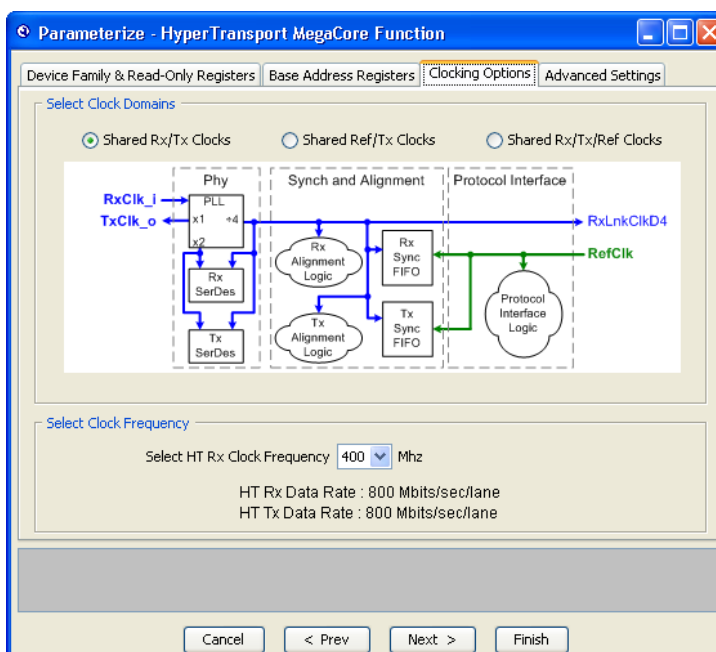 Parameterize - HyperTransport MegaCore Function
Device Family & Read-Only Registers Base Address Registers Clocking Options Advanced Settings
Select Clock Domains
Shared Rx/Tx Clocks Shared Ref/Tx Clocks Shared Rx/Tx/Ref Clocks
Phy Synch and Alignment Protocol Interface
RxClk_i
PLL
TxClk_o
x1 ÷4
x2
RxLnkClkD4
Rx
SerDes
Tx
SerDes
Rx
Alignment
Logic
Rx
Sync
FIFO
RefClk
Tx
Alignment
Logic
Tx
Sync
FIFO
Protocol
Interface
Logic
Select Clock Frequency
Select HT Rx Clock Frequency 400 Mhz
HT Rx Data Rate : 800 Mbits/sec/lane
HT Tx Data Rate : 800 Mbits/sec/lane
Cancel < Prev Next > Finish